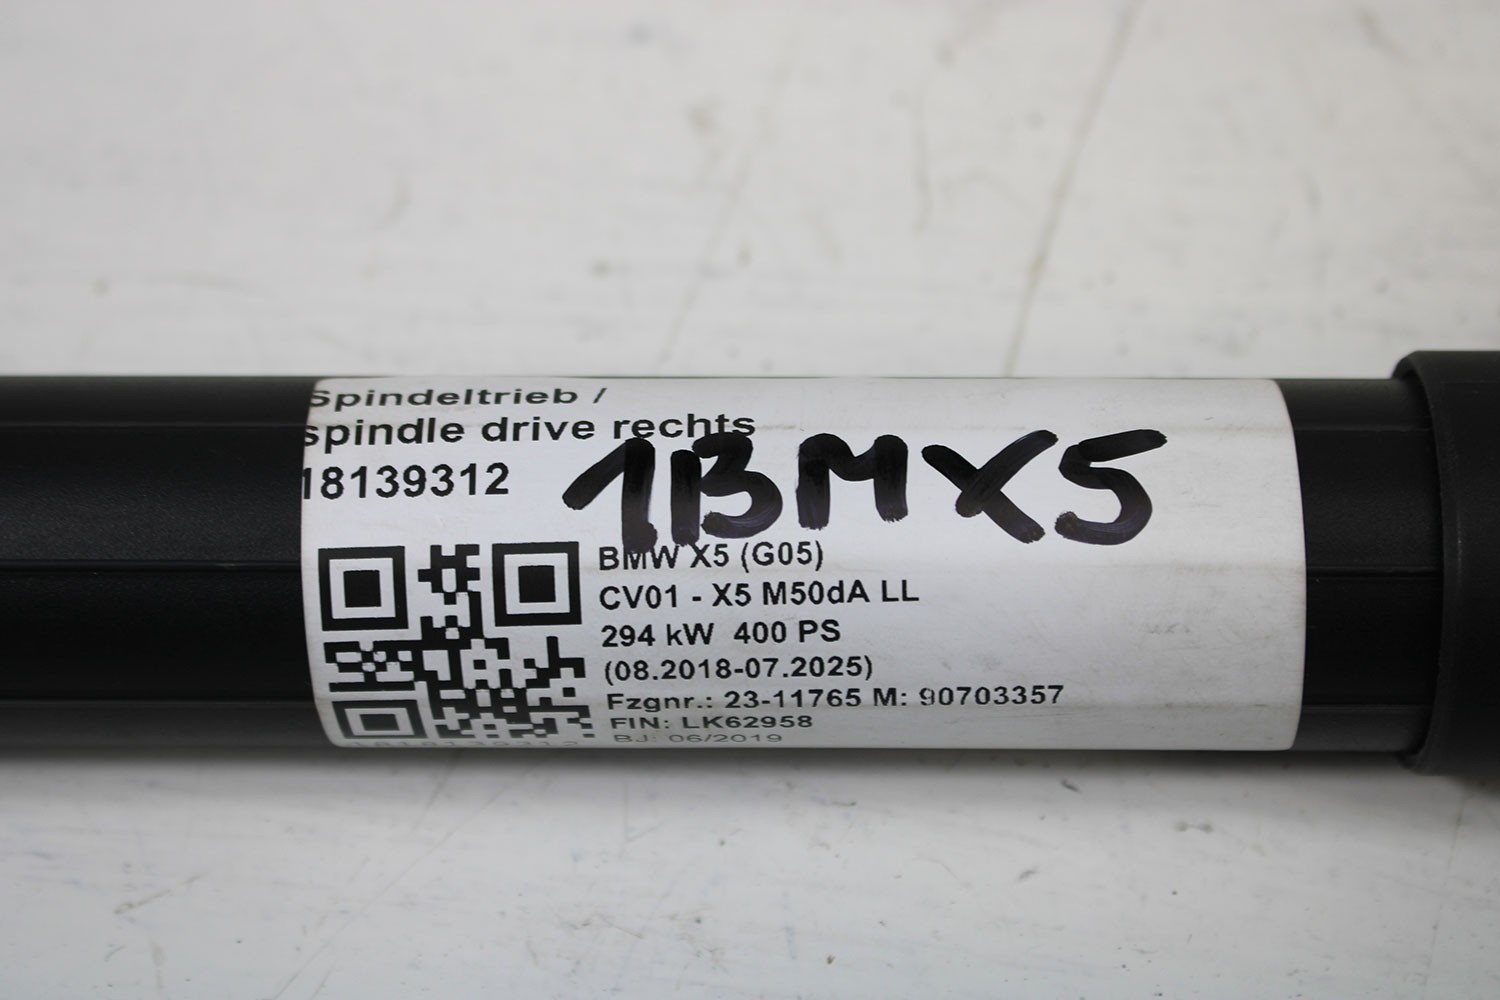 Spindeltrieb /
spindle drive rechts
18139312
1BMX5
BMW X5 (G05)
CV01 - X5 M50dA LL
294 kW 400 PS
(08.2018-07.2025)
Fzgnr.: 23-11765 M: 90703357
FIN: LK62958
BJ: 06/2019